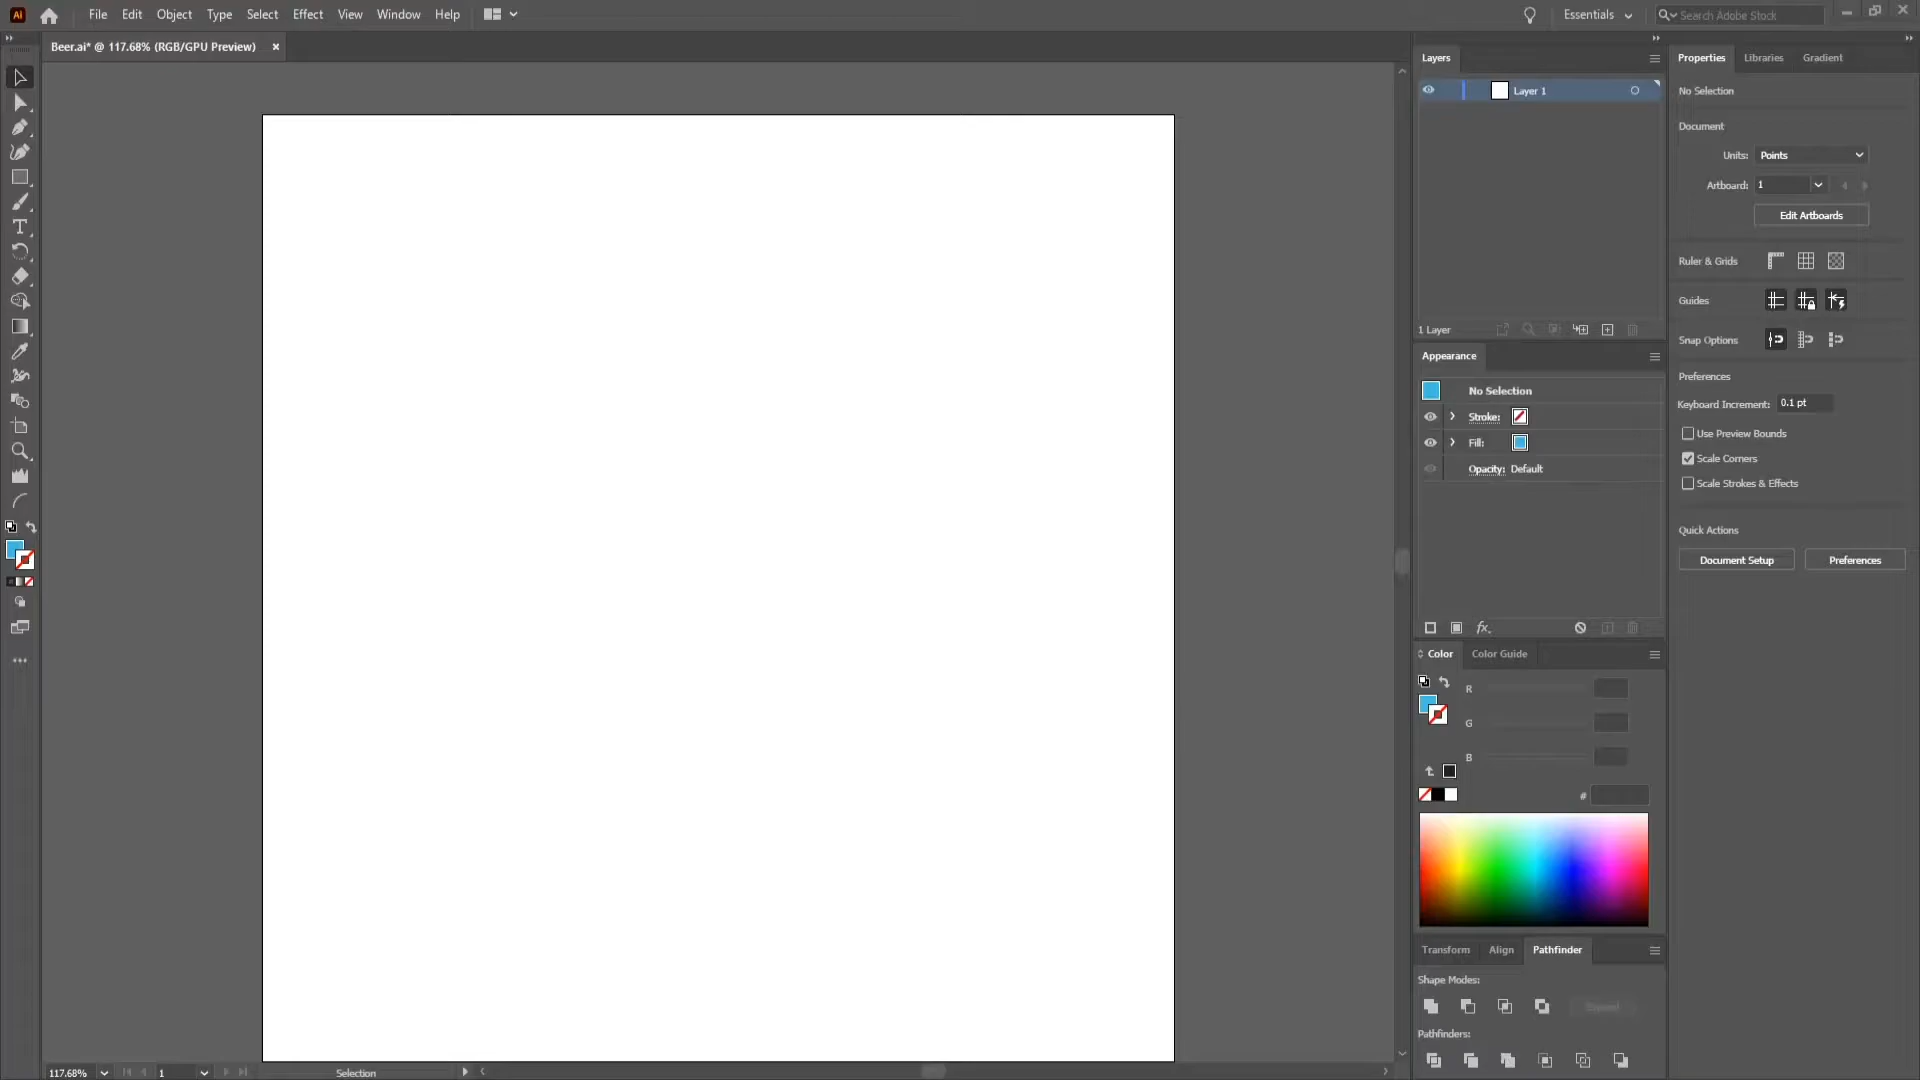 Ai File Edit Object Type Select Effect View Window Help Essentials Search Adobe Stock
Beer.ai* @ 117.68% (RGB/GPU Preview) ×
Layers
Layer 1
1 Layer
Appearance
No Selection
Stroke:
Fill:
Opacity: Default
fx.
Color Color Guide
R
G
B
#
Transform Align Pathfinder
Shape Modes:
Expand
Pathfinders:
Properties Libraries Gradient
No Selection
Document
Units: Points
Artboard: 1
Edit Artboards
Ruler & Grids
Guides
Snap Options
Preferences
Keyboard Increment: 0.1 pt
Use Preview Bounds
Scale Corners
Scale Strokes & Effects
Quick Actions
Document Setup Preferences
117.68% 1 Selection